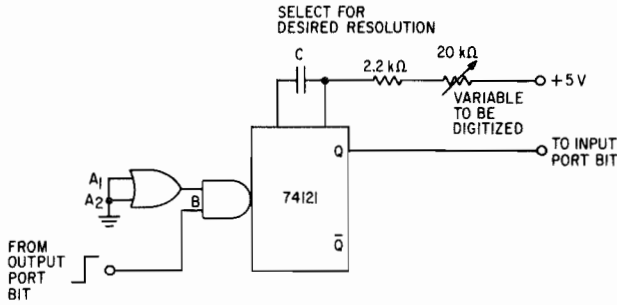 SELECT FOR
DESIRED RESOLUTION
C
2.2 kΩ
20 kΩ
+5V
VARIABLE
TO BE
DIGITIZED
Q
TO INPUT
PORT BIT
A1
A2
B
74121
Q̅
FROM
OUTPUT
PORT
BIT